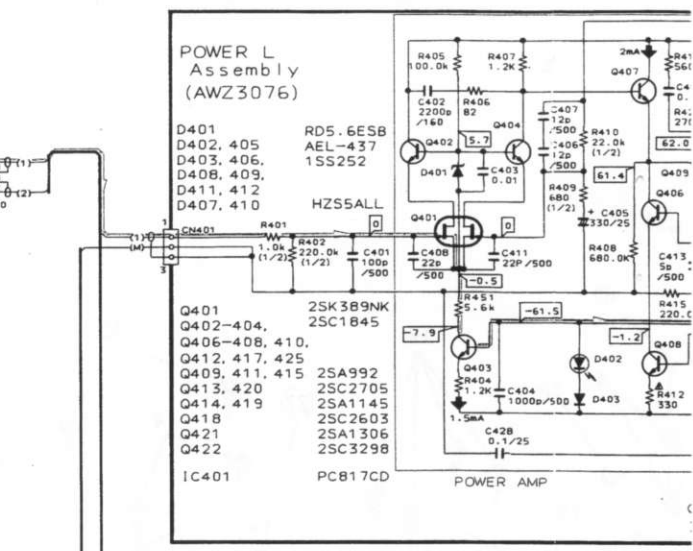 POWER L
Assembly
(AWZ3076)
D401 RD5.6ESB
D402, 405 AEL-437
D403, 406, 1SS252
D408, 409,
D411, 412
D407, 410 HZS5ALL
1
CN401
(1)
(M)
3
(1)
(2)
R401
1.0k
(1/2)
R402
220.0k
(1/2)
0
C401
100p
/500
Q401 2SK389NK
Q402-404, 2SC1845
Q406-408, 410,
Q412, 417, 425
Q409, 411, 415 2SA992
Q413, 420 2SC2705
Q414, 419 2SA1145
Q418 2SC2603
Q421 2SA1306
Q422 2SC3298
IC401 PC817CD
R405
100.0k
R407
1.2K
C402
2200p
/160
R406
82
Q404
Q402
5.7
D401
C403
0.01
Q401
0
C408
22p
/500
C411
22P/500
-0.5
R451
5.6k
-61.5
-7.9
Q403
R404
1.2K
1.5mA
C404
1000p/500
C428
0.1/25
D402
D403
2mA
Q407
C407
12p
/500
C406
12p
/500
R410
22.0k
(1/2)
R409
680
(1/2)
61.4
62.0
Q409
Q406
+ C405
330/25
R408
680.0K
C413
5p
/500
R415
220.0
-1.2
Q408
R412
330
POWER AMP